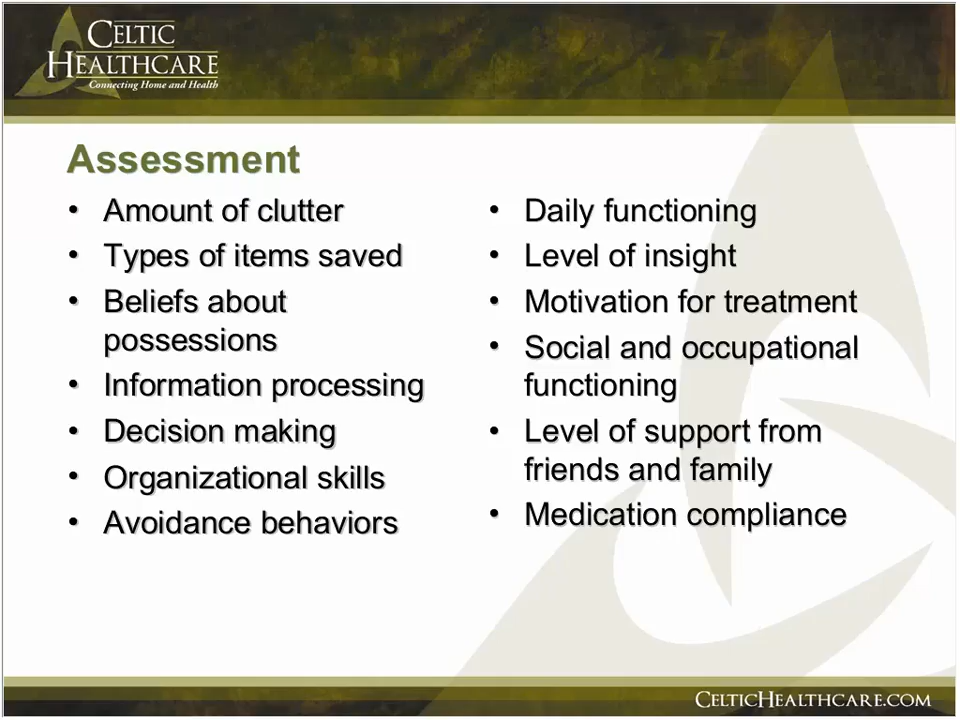 CELTIC
HEALTHCARE
Connecting Home and Health
Assessment
• Amount of clutter
• Types of items saved
• Beliefs about
possessions
• Information processing
• Decision making
• Organizational skills
• Avoidance behaviors
• Daily functioning
• Level of insight
• Motivation for treatment
• Social and occupational
functioning
• Level of support from
friends and family
• Medication compliance
CELTICHEALTHCARE.COM